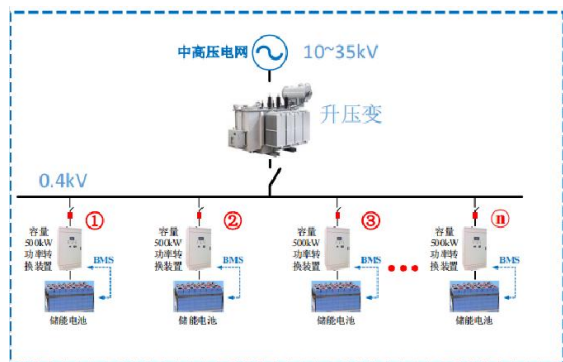 中高压电网
10~35kV
升压变
0.4kV
①
②
③
ⓝ
容量
500kW
功率转
换装置
BMS
储能电池
容量
500kW
功率转
换装置
BMS
储能电池
容量
500kW
功率转
换装置
BMS
储能电池
容量
500kW
功率转
换装置
BMS
储能电池